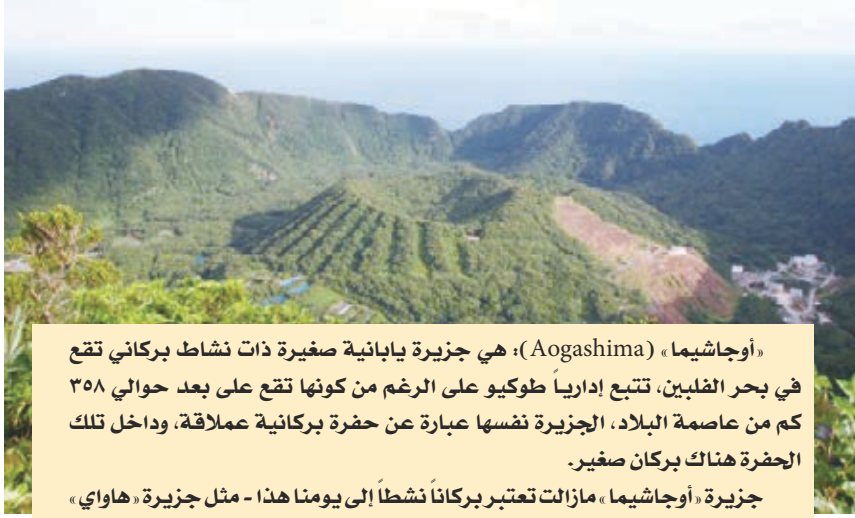 «أوجاشيما» (Aogashima): هي جزيرة يابانية صغيرة ذات نشاط بركاني تقع
في بحر الفلبين، تتبع إدارياً طوكيو على الرغم من كونها تقع على بعد حوالي ٣٥٨
كم من عاصمة البلاد، الجزيرة نفسها عبارة عن حفرة بركانية عملاقة، وداخل تلك
الحفرة هناك بركان صغير.
جزيرة «أوجاشيما» مازالت تعتبر بركاناً نشطاً إلى يومنا هذا - مثل جزيرة «هاواي»